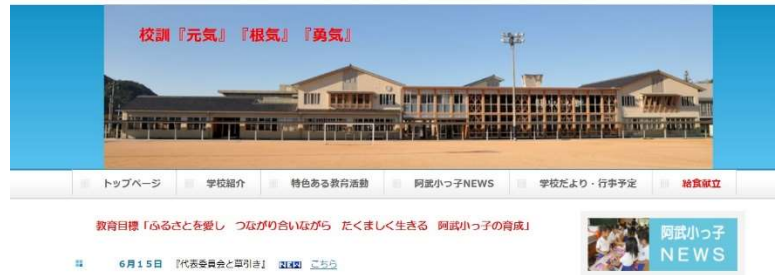 校訓『元気』『根気』『勇気』
トップページ 学校紹介 特色ある教育活動 阿武小っ子NEWS 学校だより・行事予定 給食献立
教育目標「ふるさとを愛し つながり合いながら たくましく生きる 阿武小っ子の育成」
阿武小っ子
NEWS
6月15日 『代表委員会と草引き』 NEW こちら